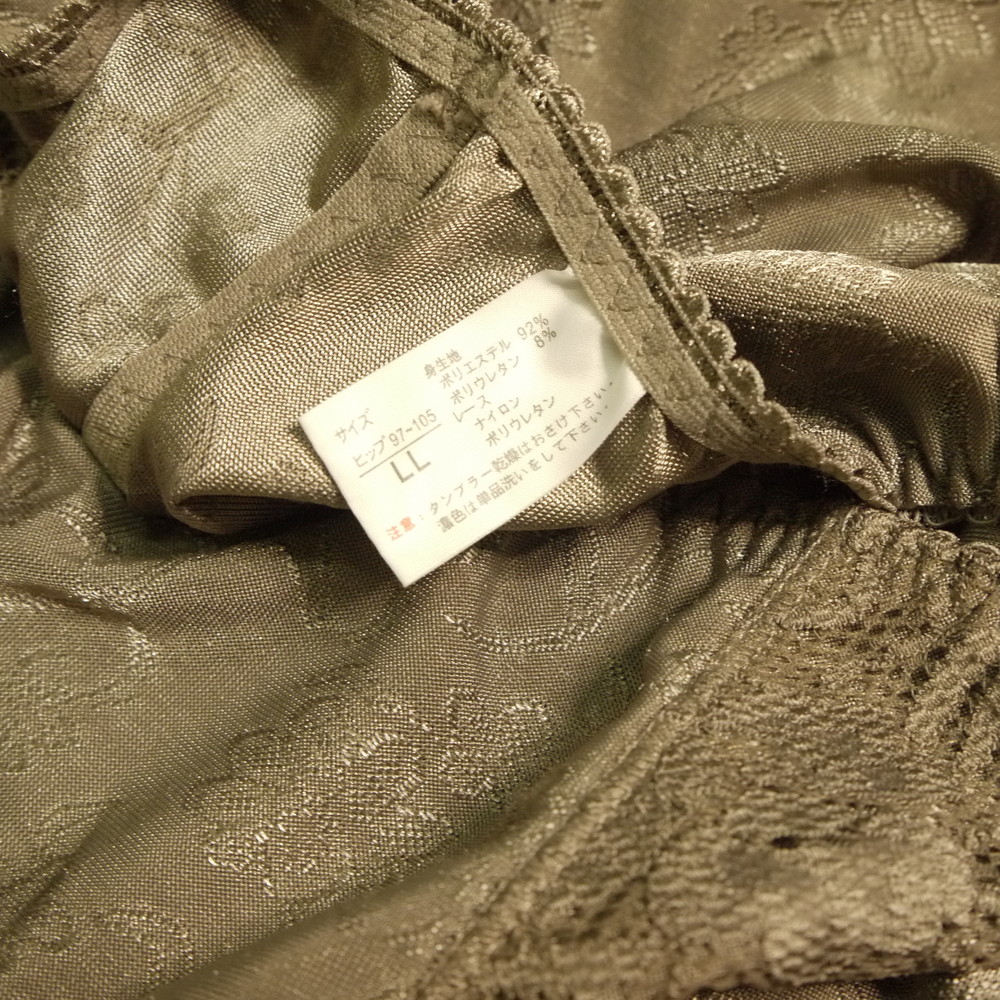 サイズ
ヒップ97-105
LL
身生地
ポリエステル 92%
ポリウレタン 8%
レース
ナイロン
ポリウレタン
注意:タンブラー乾燥はおさけ下さい.
濃色は単品洗いをして下さい.